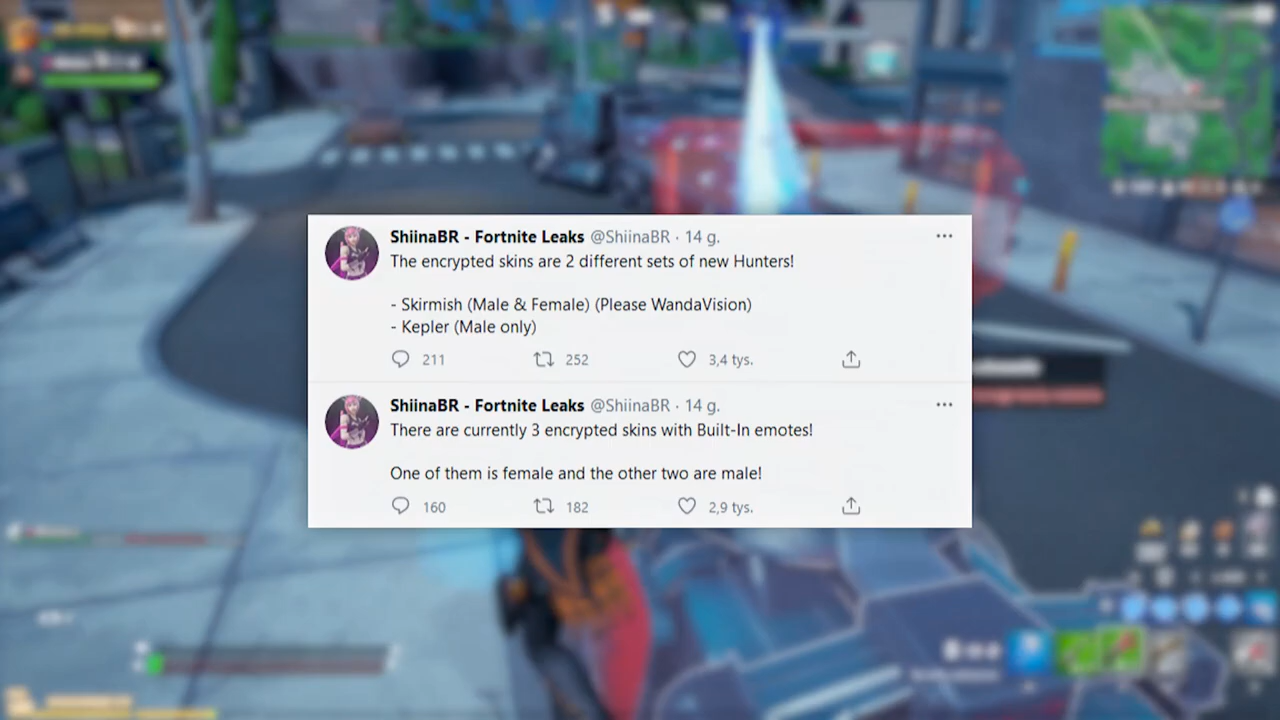 ShiinaBR - Fortnite Leaks @ShiinaBR · 14 g.
The encrypted skins are 2 different sets of new Hunters!
- Skirmish (Male & Female) (Please WandaVision)
- Kepler (Male only)
211 252 3,4 tys.
ShiinaBR - Fortnite Leaks @ShiinaBR · 14 g.
There are currently 3 encrypted skins with Built-In emotes!
One of them is female and the other two are male!
160 182 2,9 tys.